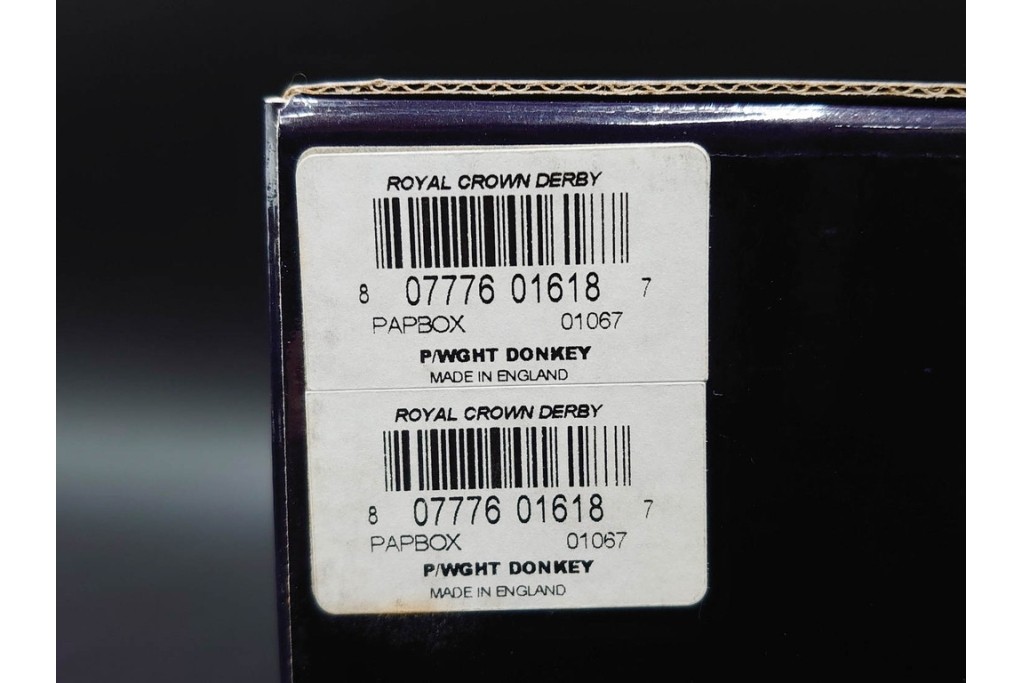 ROYAL CROWN DERBY
8 07776 01618 7
PAPBOX 01067
P/WGHT DONKEY
MADE IN ENGLAND
ROYAL CROWN DERBY
8 07776 01618 7
PAPBOX 01067
P/WGHT DONKEY
MADE IN ENGLAND